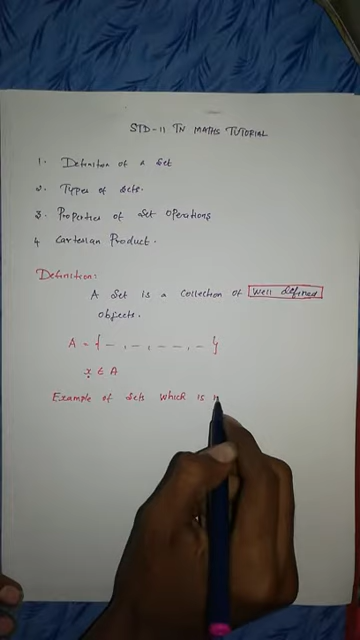 STD-11 TN MATHS TUTORIAL
1. Definition of a set
2. Types of sets.
3. Properties of set operations
4 Cartesian Product.
Definition:
A set is a collection of well defined
objects.
A = { — , — , — — , — }
x ∈ A
Example of sets which is